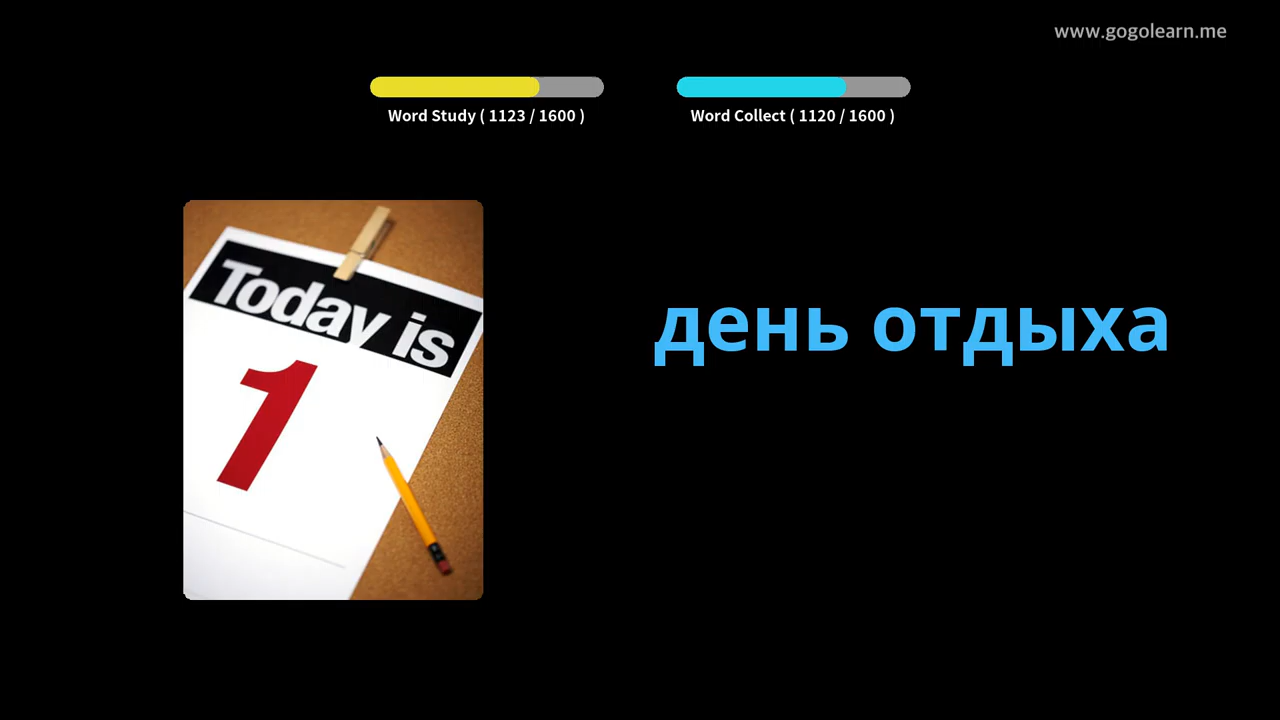 www.gogolearn.me
Word Study ( 1123 / 1600 )
Word Collect ( 1120 / 1600 )
Today is
1
день отдыха